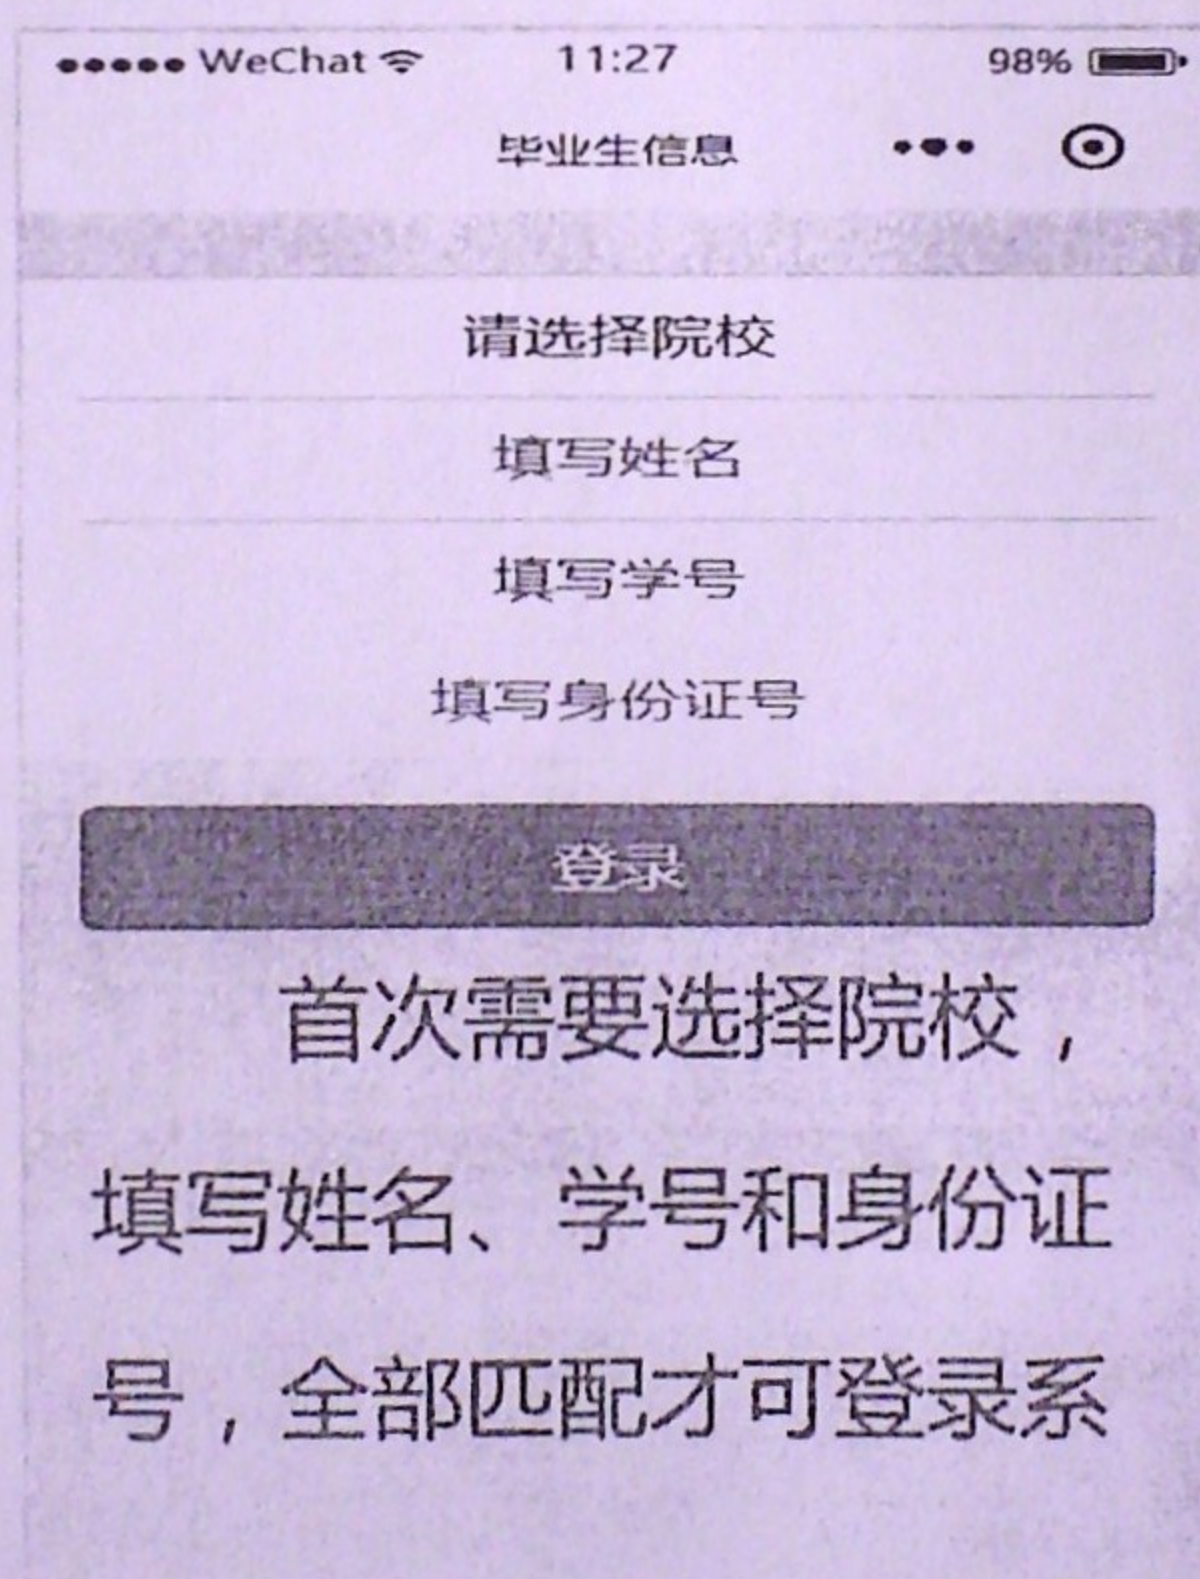 WeChat 11:27 98%
毕业生信息
请选择院校
填写姓名
填写学号
填写身份证号
登录
首次需要选择院校，
填写姓名、学号和身份证
号，全部匹配才可登录系